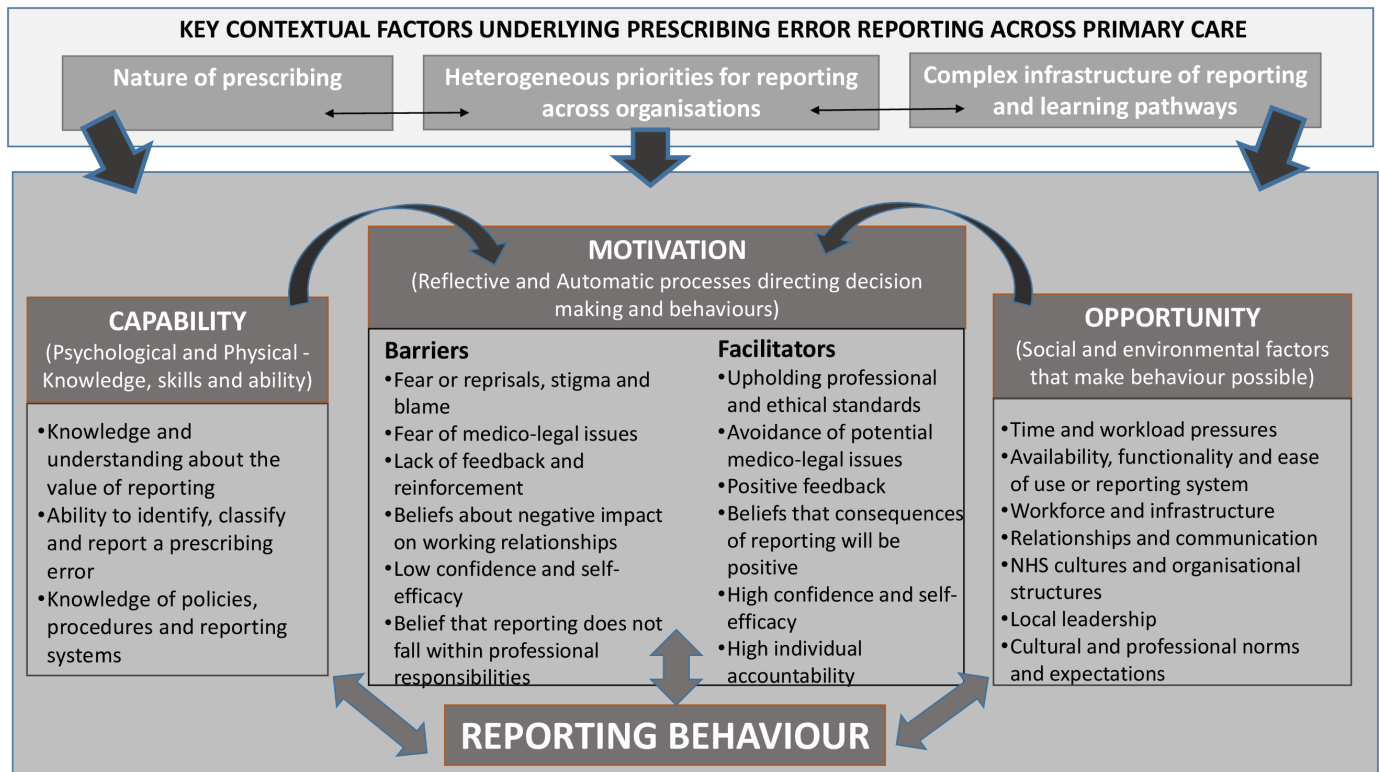 KEY CONTEXTUAL FACTORS UNDERLYING PRESCRIBING ERROR REPORTING ACROSS PRIMARY CARE
Nature of prescribing
Heterogeneous priorities for reporting
across organisations
Complex infrastructure of reporting
and learning pathways
CAPABILITY
(Psychological and Physical -
Knowledge, skills and ability)
•Knowledge and
understanding about the
value of reporting
•Ability to identify, classify
and report a prescribing
error
•Knowledge of policies,
procedures and reporting
systems
MOTIVATION
(Reflective and Automatic processes directing decision
making and behaviours)
Barriers
•Fear or reprisals, stigma and
blame
•Fear of medico-legal issues
•Lack of feedback and
reinforcement
•Beliefs about negative impact
on working relationships
•Low confidence and self-
efficacy
•Belief that reporting does not
fall within professional
responsibilities
Facilitators
•Upholding professional
and ethical standards
•Avoidance of potential
medico-legal issues
•Positive feedback
•Beliefs that consequences
of reporting will be
positive
•High confidence and self-
efficacy
•High individual
accountability
OPPORTUNITY
(Social and environmental factors
that make behaviour possible)
•Time and workload pressures
•Availability, functionality and ease
of use or reporting system
•Workforce and infrastructure
•Relationships and communication
•NHS cultures and organisational
structures
•Local leadership
•Cultural and professional norms
and expectations
REPORTING BEHAVIOUR